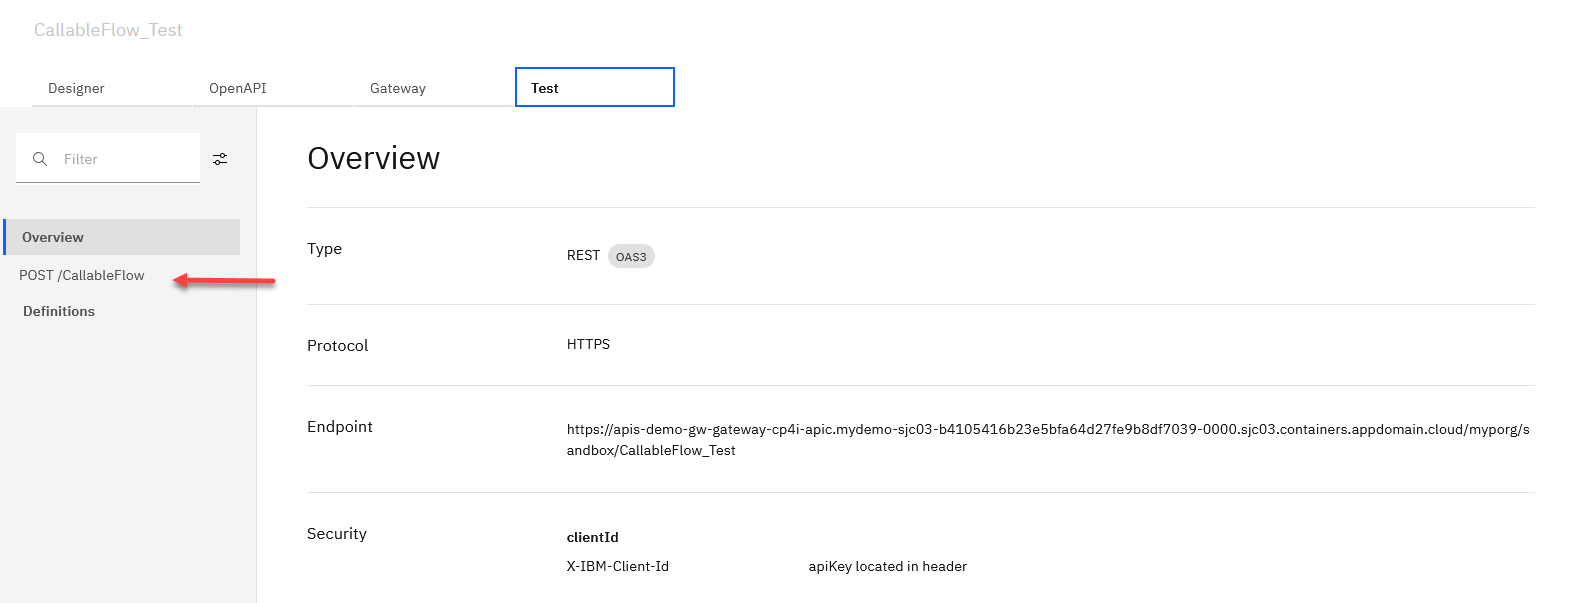 CallableFlow_Test
Designer
OpenAPI
Gateway
Test
Filter
Overview
POST /CallableFlow
Definitions
Overview
Type
REST OAS3
Protocol
HTTPS
Endpoint
https://apis-demo-gw-gateway-cp4i-apic.mydemo-sjc03-b4105416b23e5bfa64d27fe9b8df7039-0000.sjc03.containers.appdomain.cloud/myporg/s
andbox/CallableFlow_Test
Security
clientId
X-IBM-Client-Id apiKey located in header